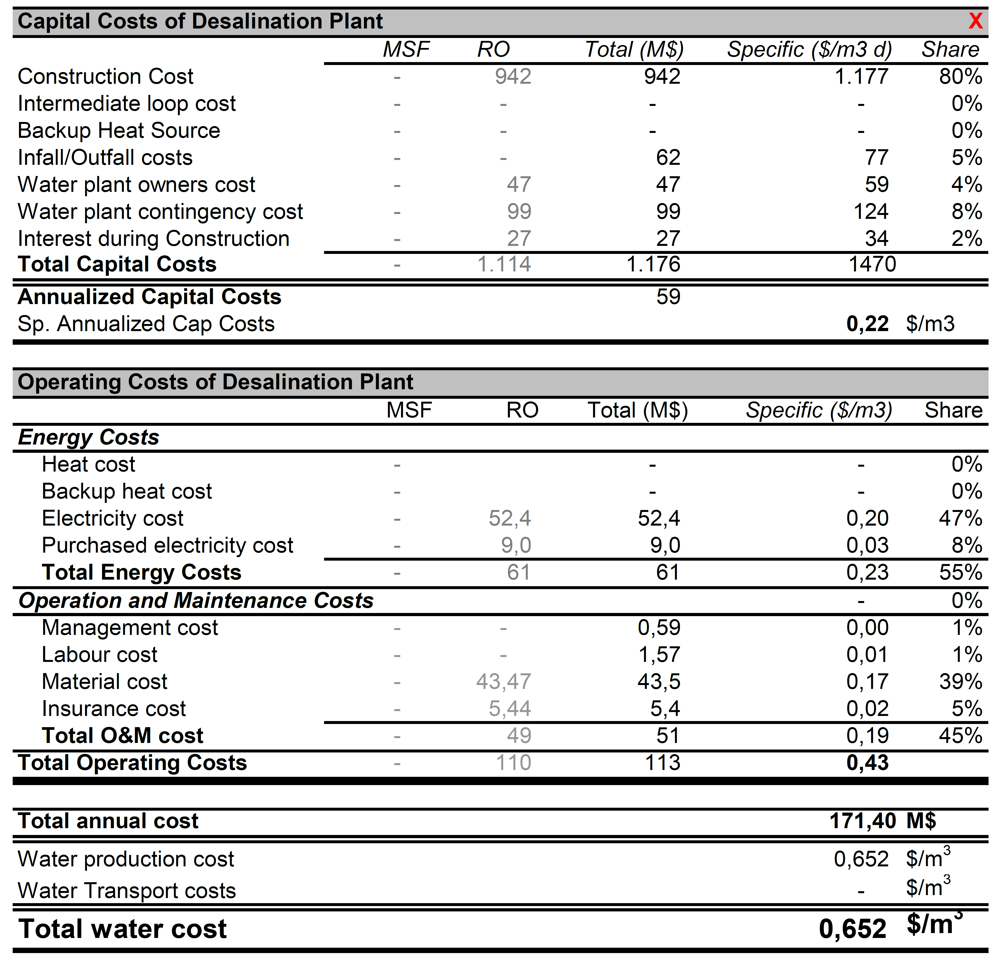 Capital Costs of Desalination Plant X
MSF RO Total (M$) Specific ($/m3 d) Share
Construction Cost - 942 942 1.177 80%
Intermediate loop cost - - - - 0%
Backup Heat Source - - - - 0%
Infall/Outfall costs - - 62 77 5%
Water plant owners cost - 47 47 59 4%
Water plant contingency cost - 99 99 124 8%
Interest during Construction - 27 27 34 2%
Total Capital Costs - 1.114 1.176 1470
Annualized Capital Costs 59
Sp. Annualized Cap Costs 0,22 $/m3
Operating Costs of Desalination Plant
MSF RO Total (M$) Specific ($/m3) Share
Energy Costs
Heat cost - - - 0%
Backup heat cost - - - 0%
Electricity cost - 52,4 52,4 0,20 47%
Purchased electricity cost - 9,0 9,0 0,03 8%
Total Energy Costs - 61 61 0,23 55%
Operation and Maintenance Costs - 0%
Management cost - - 0,59 0,00 1%
Labour cost - - 1,57 0,01 1%
Material cost - 43,47 43,5 0,17 39%
Insurance cost - 5,44 5,4 0,02 5%
Total O&M cost - 49 51 0,19 45%
Total Operating Costs - 110 113 0,43
Total annual cost 171,40 M$
Water production cost 0,652 $/m³
Water Transport costs - $/m³
Total water cost 0,652 $/m³